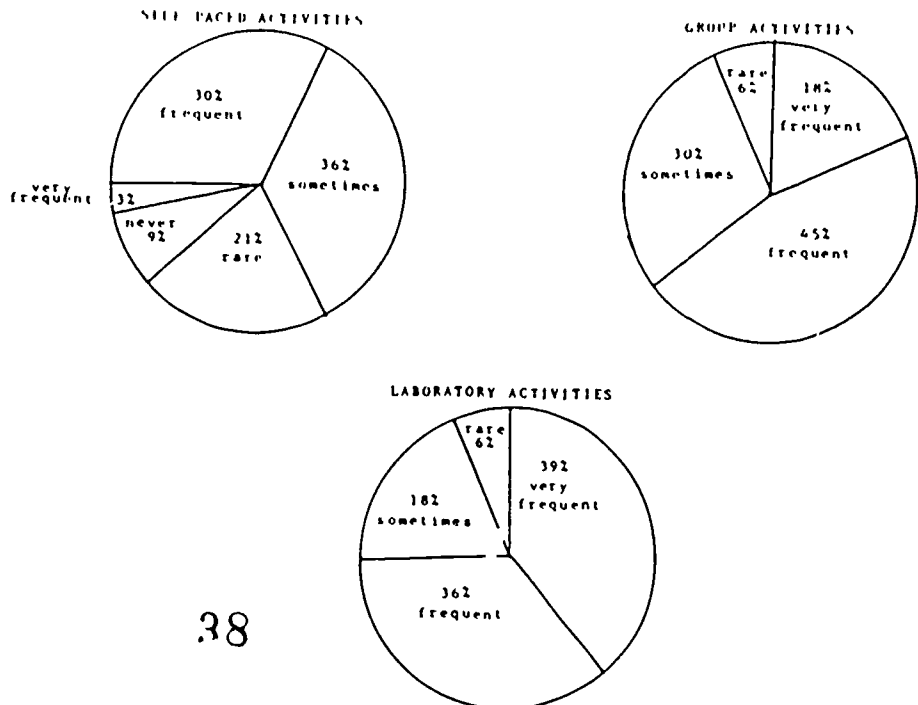 SELF PACED ACTIVITIES
30%
frequent
36%
sometimes
very
frequent
3%
never
9%
21%
rare
GROUP ACTIVITIES
rare
6%
18%
very
frequent
30%
sometimes
45%
frequent
LABORATORY ACTIVITIES
rare
6%
39%
very
frequent
18%
sometimes
36%
frequent
38